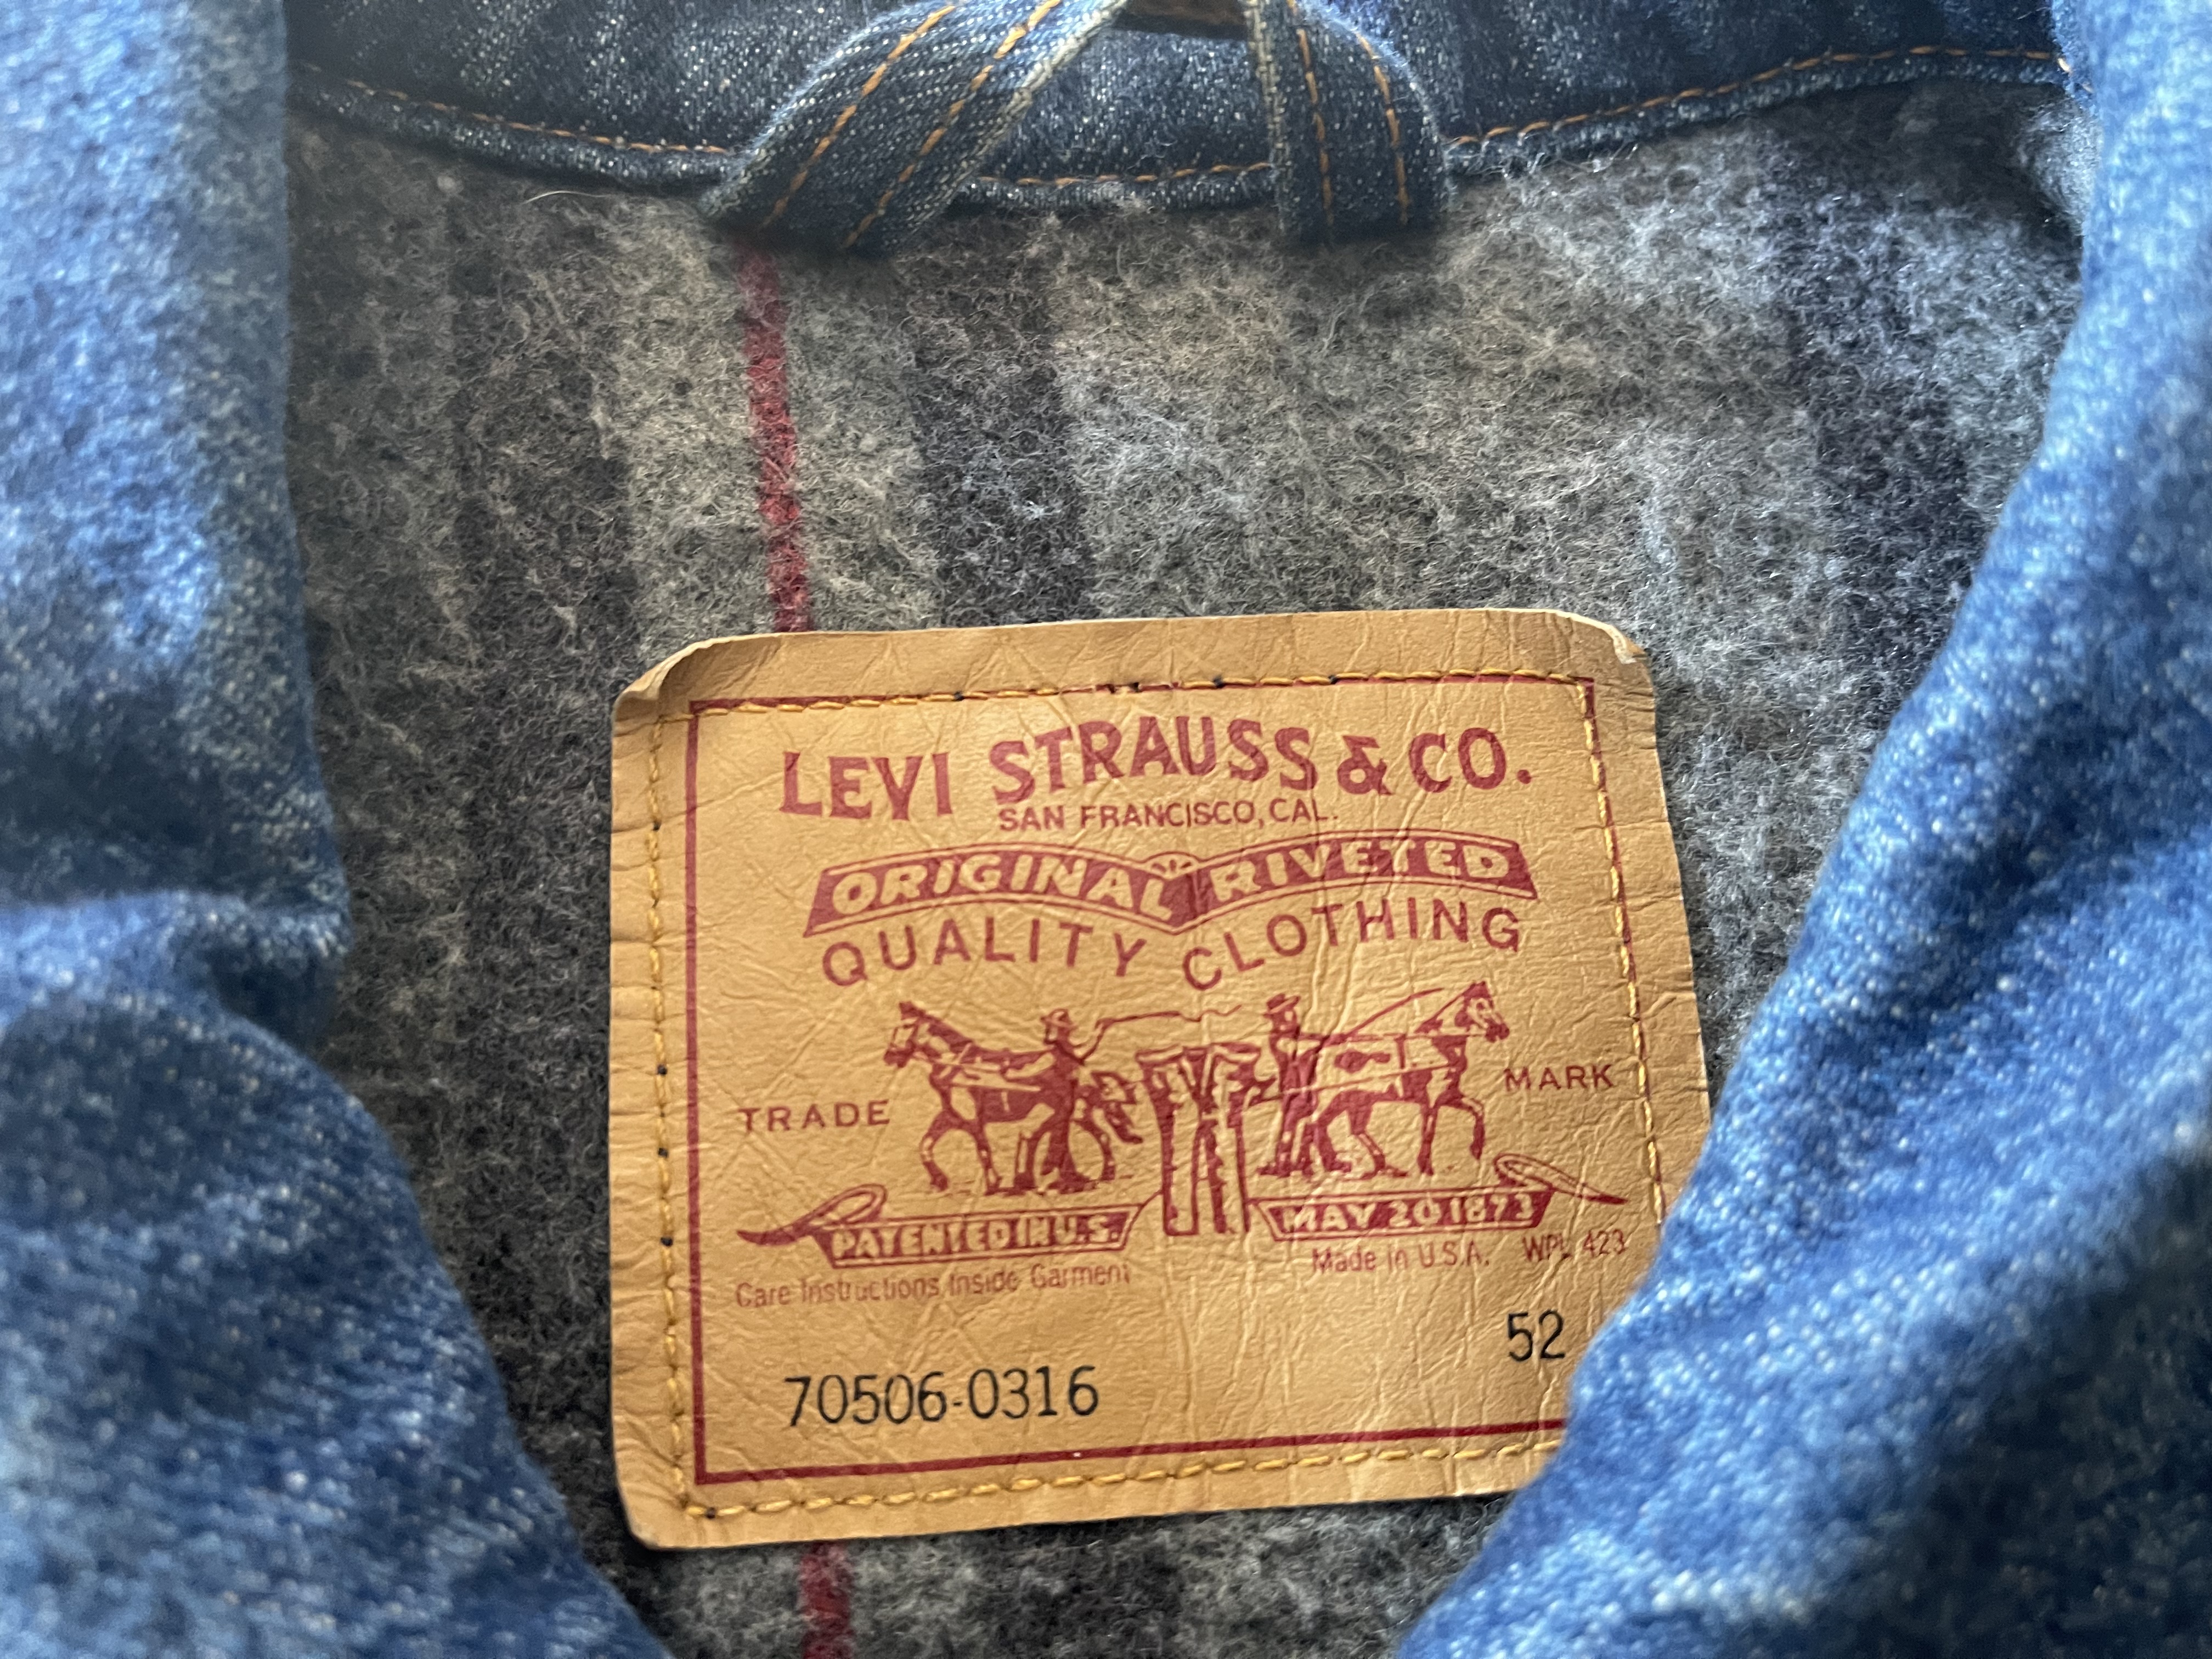 LEVI STRAUSS & CO.
SAN FRANCISCO, CAL.
ORIGINAL RIVETED
QUALITY CLOTHING
TRADE MARK
PATENTED IN U.S. MAY 20 1873
Care Instructions Inside Garment Made in U.S.A. WPL 423
52
70506-0316